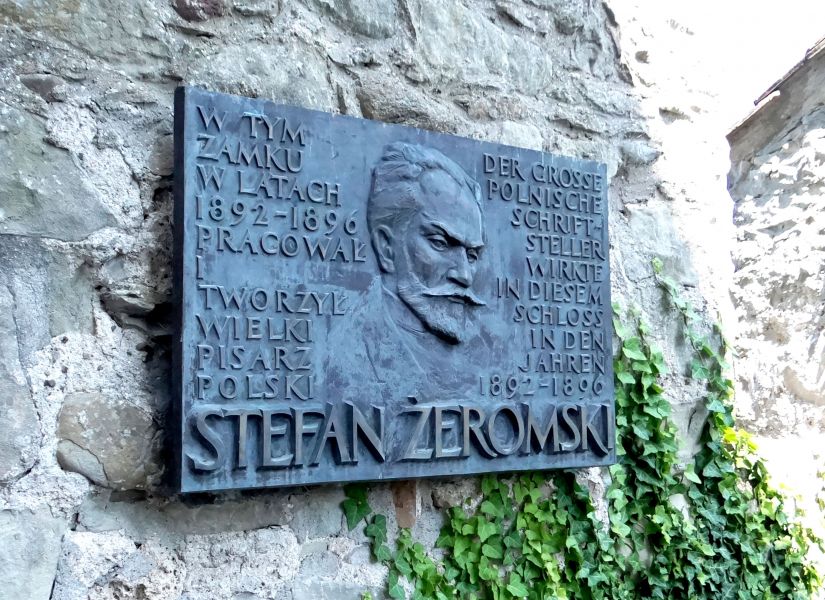 W TYM
ZAMKU
W LATACH
1892-1896
PRACOWAŁ
I
TWORZYŁ
WIELKI
PISARZ
POLSKI
DER GROSSE
POLNISCHE
SCHRIFT-
STELLER
WIRKTE
IN DIESEM
SCHLOSS
IN DEN
JAHREN
1892-1896
STEFAN ŻEROMSKI